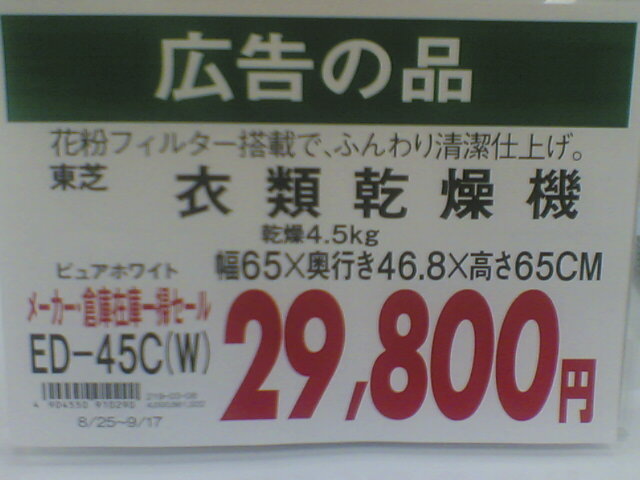 広告の品
花粉フィルター搭載で、ふんわり清潔仕上げ。
東芝 衣類乾燥機
乾燥4.5kg
幅65×奥行き46.8×高さ65CM
ピュアホワイト
メーカー・倉庫在庫一掃セール
ED-45C(W)
29,800円
4 904550 910290
8/25~9/17